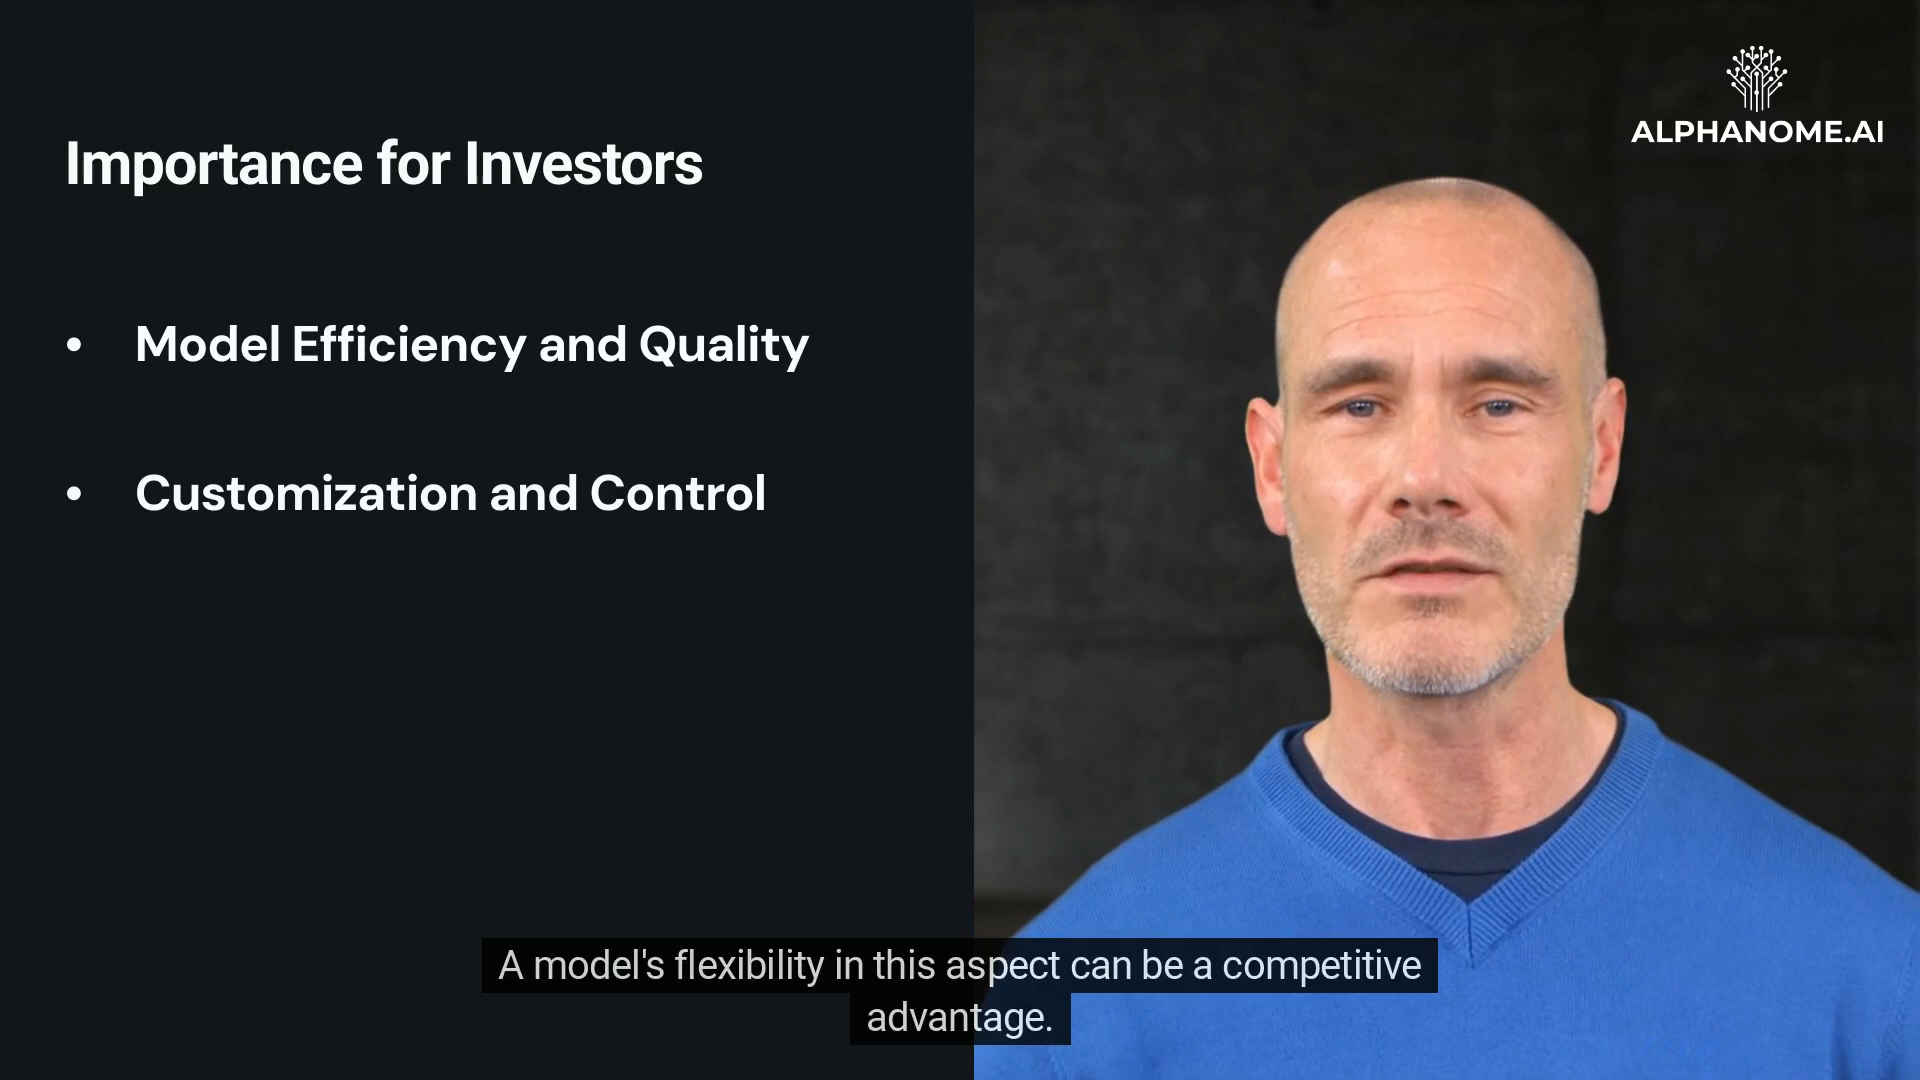 ALPHANOME.AI
Importance for Investors
• Model Efficiency and Quality
• Customization and Control
A model's flexibility in this aspect can be a competitive
advantage.